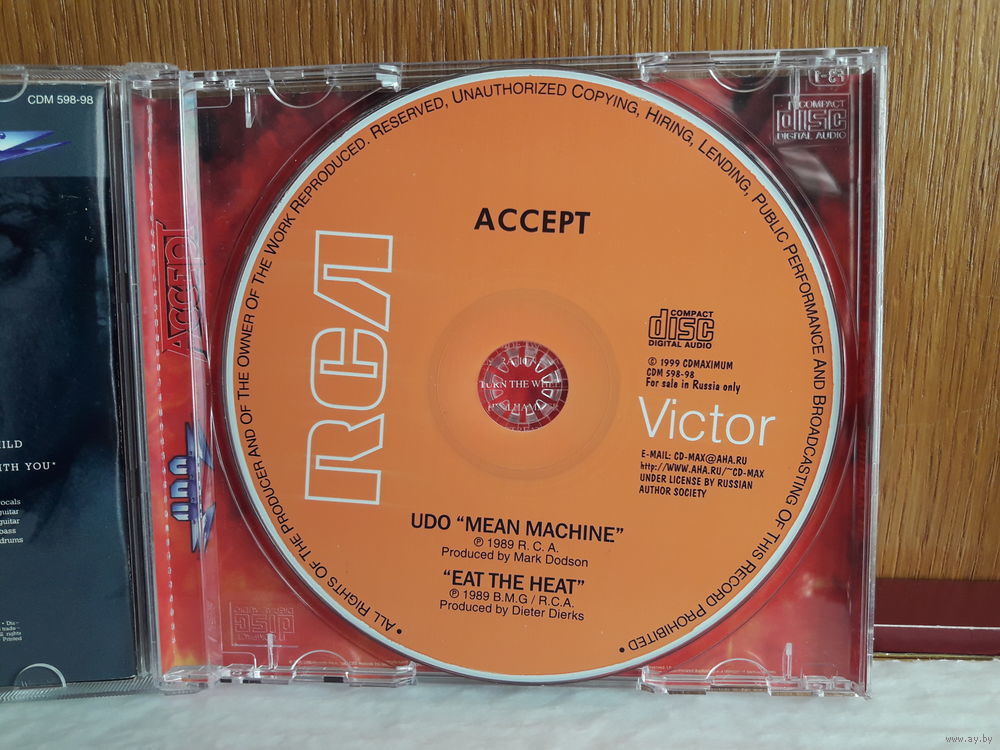 CDM 598-98
ILD
ITH YOU"
vocals
guitar
guitar
bass
drums
ACCEPT
UDO
• ALL RIGHTS OF THE PRODUCER AND OF THE OWNER OF THE WORK REPRODUCED. RESERVED, UNAUTHORIZED COPYING, HIRING, LENDING, PUBLIC PERFORMANCE AND BROADCASTING OF THIS RECORD PROHIBITED •
ACCEPT
RCA
COMPACT
disc
DIGITAL AUDIO
© 1999 CDMAXIMUM
CDM 598-98
For sale in Russia only
Victor
E-MAIL: CD-MAX@AHA.RU
http://WWW.AHA.RU/~CD-MAX
UNDER LICENSE BY RUSSIAN
AUTHOR SOCIETY
TURN THE WHEEL
UDO "MEAN MACHINE"
℗ 1989 R. C. A.
Produced by Mark Dodson
"EAT THE HEAT"
℗ 1989 B.M.G / R.C.A.
Produced by Dieter Dierks
COMPACT
disc
DIGITAL AUDIO
www.ay.by